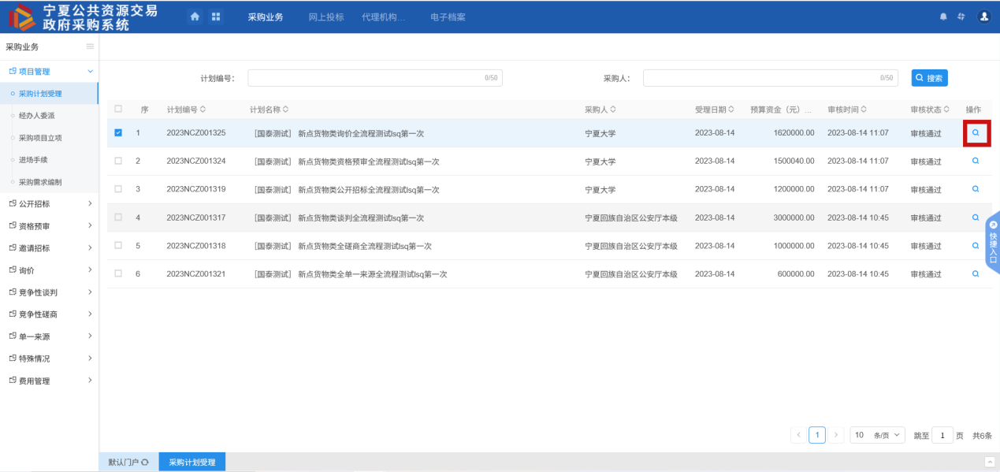 宁夏公共资源交易
政府采购系统
采购业务 网上投标 代理机构... 电子档案
采购业务
项目管理
采购计划受理
经办人委派
采购项目立项
进场手续
采购需求编制
公开招标
资格预审
邀请招标
询价
竞争性谈判
竞争性磋商
单一来源
特殊情况
费用管理
计划编号： 0/50 采购人： 0/50 搜索
序 计划编号 计划名称 采购人 受理日期 预算资金（元）... 审核时间 审核状态 操作
1 2023NCZ001325 [国泰测试] 新点货物类询价全流程测试lsq第一次 宁夏大学 2023-08-14 1620000.00 2023-08-14 11:07 审核通过
2 2023NCZ001324 [国泰测试] 新点货物类资格预审全流程测试lsq第一次 宁夏大学 2023-08-14 1500040.00 2023-08-14 11:07 审核通过
3 2023NCZ001319 [国泰测试] 新点货物类公开招标全流程测试lsq第一次 宁夏大学 2023-08-14 1200000.00 2023-08-14 11:07 审核通过
4 2023NCZ001317 [国泰测试] 新点货物类谈判全流程测试lsq第一次 宁夏回族自治区公安厅本级 2023-08-14 3000000.00 2023-08-14 10:45 审核通过
5 2023NCZ001318 [国泰测试] 新点货物类全磋商全流程测试lsq第一次 宁夏回族自治区公安厅本级 2023-08-14 1000000.00 2023-08-14 10:45 审核通过
6 2023NCZ001321 [国泰测试] 新点货物类全单一来源全流程测试lsq第一次 宁夏回族自治区公安厅本级 2023-08-14 600000.00 2023-08-14 10:45 审核通过
快捷入口
1 10 条/页 跳至 1 页 共6条
默认门户 采购计划受理